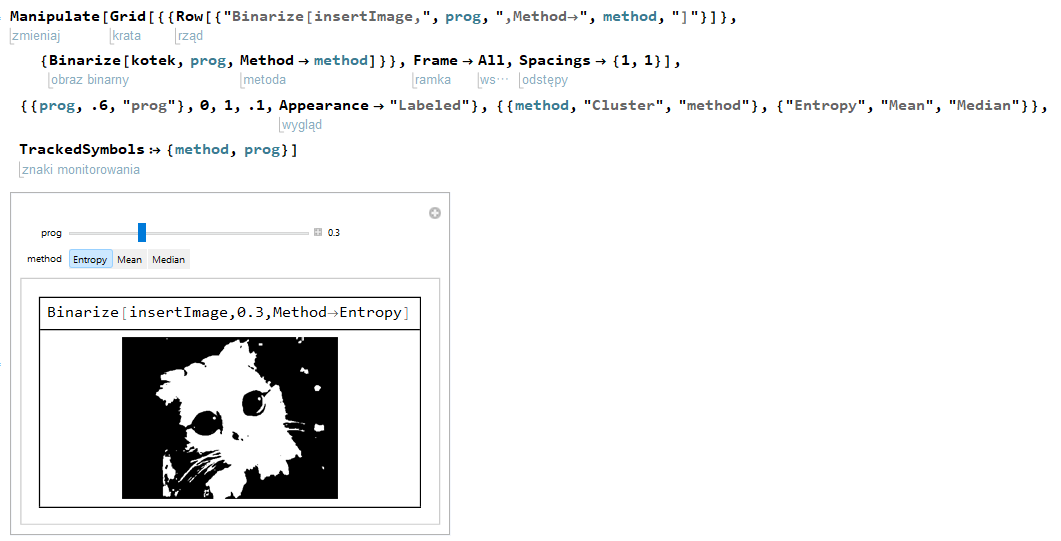 Manipulate[Grid[{{Row[{"Binarize[insertImage,", prog, ",Method→", method, "]"}]},
zmieniaj krata rząd
{Binarize[kotek, prog, Method → method]}}, Frame → All, Spacings → {1, 1}],
obraz binarny metoda ramka ws⋯ odstępy
{{prog, .6, "prog"}, 0, 1, .1, Appearance → "Labeled"}, {{method, "Cluster", "method"}, {"Entropy", "Mean", "Median"}},
wygląd
TrackedSymbols :→ {method, prog}]
znaki monitorowania
prog 0.3
method Entropy Mean Median
Binarize[insertImage,0.3,Method→Entropy]